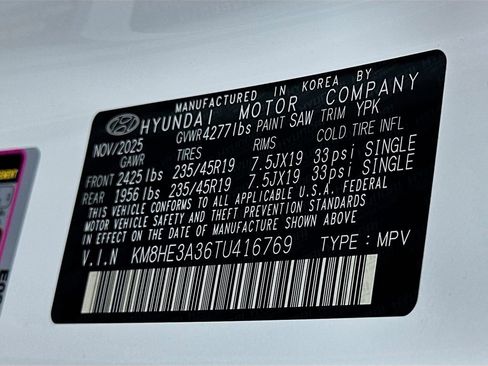 MANUFACTURED IN KOREA BY
HYUNDAI MOTOR COMPANY
NOV/2025 GVWR 4277lbs PAINT SAW TRIM YPK
GAWR TIRES RIMS COLD TIRE INFL
FRONT 2425lbs 235/45R19 7.5JX19 33psi SINGLE
REAR 1956lbs 235/45R19 7.5JX19 33psi SINGLE
THIS VEHICLE CONFORMS TO ALL APPLICABLE U.S.A. FEDERAL
MOTOR VEHICLE SAFETY AND THEFT PREVENTION STANDARDS
IN EFFECT ON THE DATE OF MANUFACTURE SHOWN ABOVE
V.I.N KM8HE3A36TU416769 TYPE : MPV